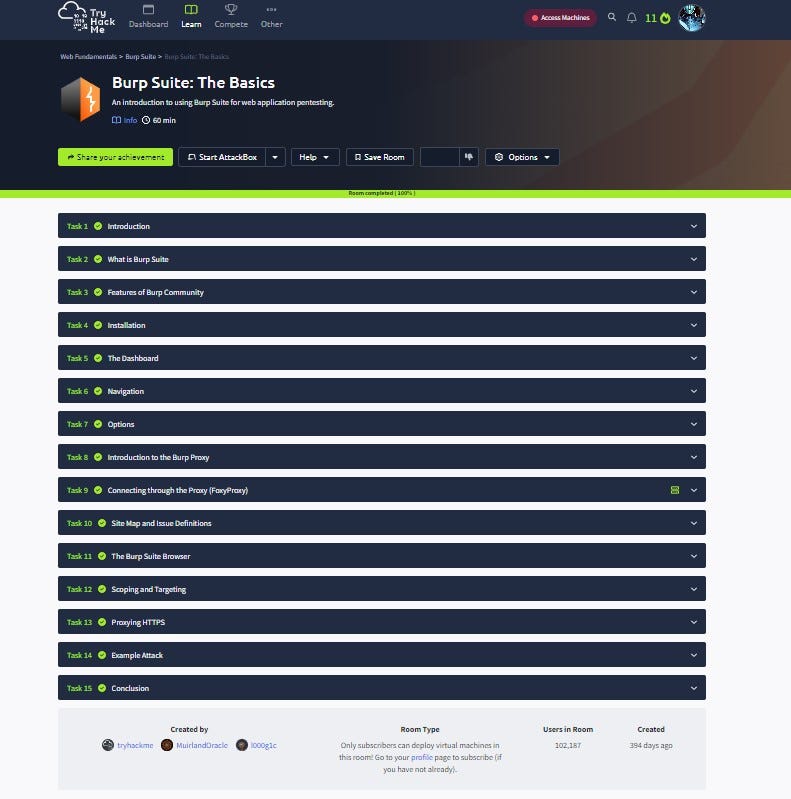 Try
Hack
Me
Dashboard
Learn
Compete
Other
Access Machines
11
Web Fundamentals > Burp Suite > Burp Suite: The Basics
Burp Suite: The Basics
An introduction to using Burp Suite for web application pentesting.
Info 60 min
Share your achievement
Start AttackBox
Help
Save Room
Options
Room completed ( 100% )
Task 1 Introduction
Task 2 What is Burp Suite
Task 3 Features of Burp Community
Task 4 Installation
Task 5 The Dashboard
Task 6 Navigation
Task 7 Options
Task 8 Introduction to the Burp Proxy
Task 9 Connecting through the Proxy (FoxyProxy)
Task 10 Site Map and Issue Definitions
Task 11 The Burp Suite Browser
Task 12 Scoping and Targeting
Task 13 Proxying HTTPS
Task 14 Example Attack
Task 15 Conclusion
Created by
tryhackme MuirlandOracle l000g1c
Room Type
Only subscribers can deploy virtual machines in
this room! Go to your profile page to subscribe (if
you have not already).
Users in Room
102,187
Created
394 days ago